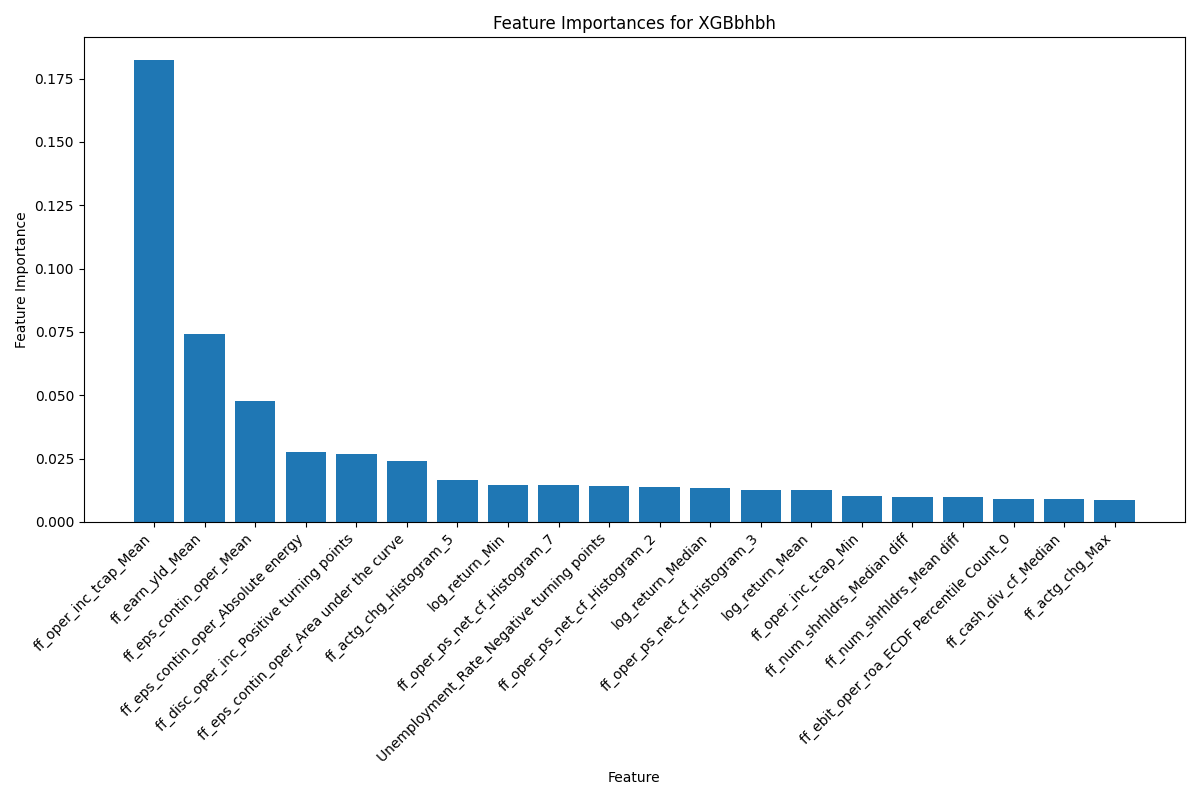 Feature Importances for XGBbhbh
Feature Importance
0.175
0.150
0.125
0.100
0.075
0.050
0.025
0.000
ff_oper_inc_tcap_Mean
ff_earn_yld_Mean
ff_eps_contin_oper_Mean
ff_eps_contin_oper_Absolute energy
ff_disc_oper_inc_Positive turning points
ff_eps_contin_oper_Area under the curve
ff_actg_chg_Histogram_5
log_return_Min
ff_oper_ps_net_cf_Histogram_7
Unemployment_Rate_Negative turning points
ff_oper_ps_net_cf_Histogram_2
log_return_Median
ff_oper_ps_net_cf_Histogram_3
log_return_Mean
ff_oper_inc_tcap_Min
ff_num_shrhldrs_Median diff
ff_num_shrhldrs_Mean diff
ff_ebit_oper_roa_ECDF Percentile Count_0
ff_cash_div_cf_Median
ff_actg_chg_Max
Feature